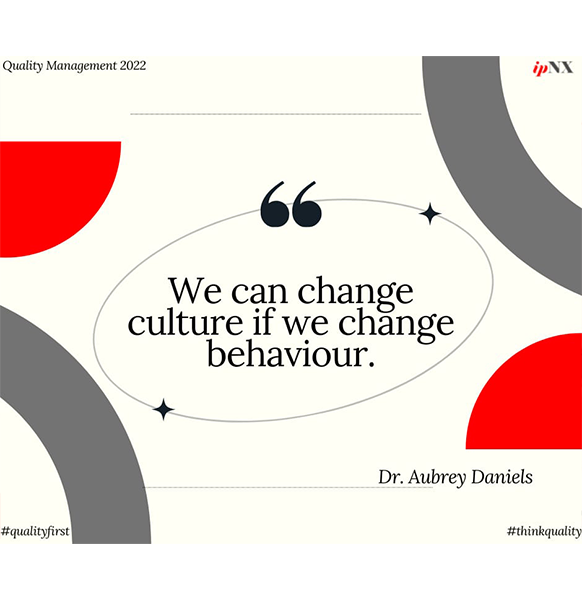 Quality Management 2022
ipNX
We can change
culture if we change
behaviour.
Dr. Aubrey Daniels
#qualityfirst
#thinkquality